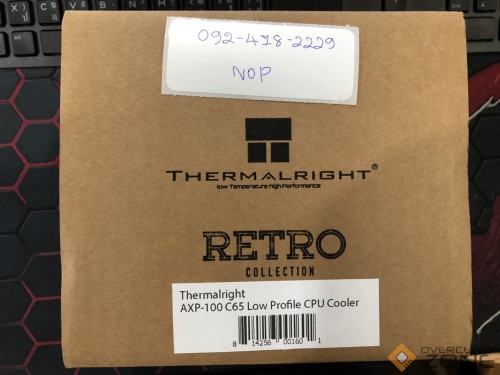 092-478-2229
NOP
THERMALRIGHT®
low Temperature high Performance
RETRO
COLLECTION
Thermalright
AXP-100 C65 Low Profile CPU Cooler
8 14256 00160 1
OVERCLOCK
ZONE